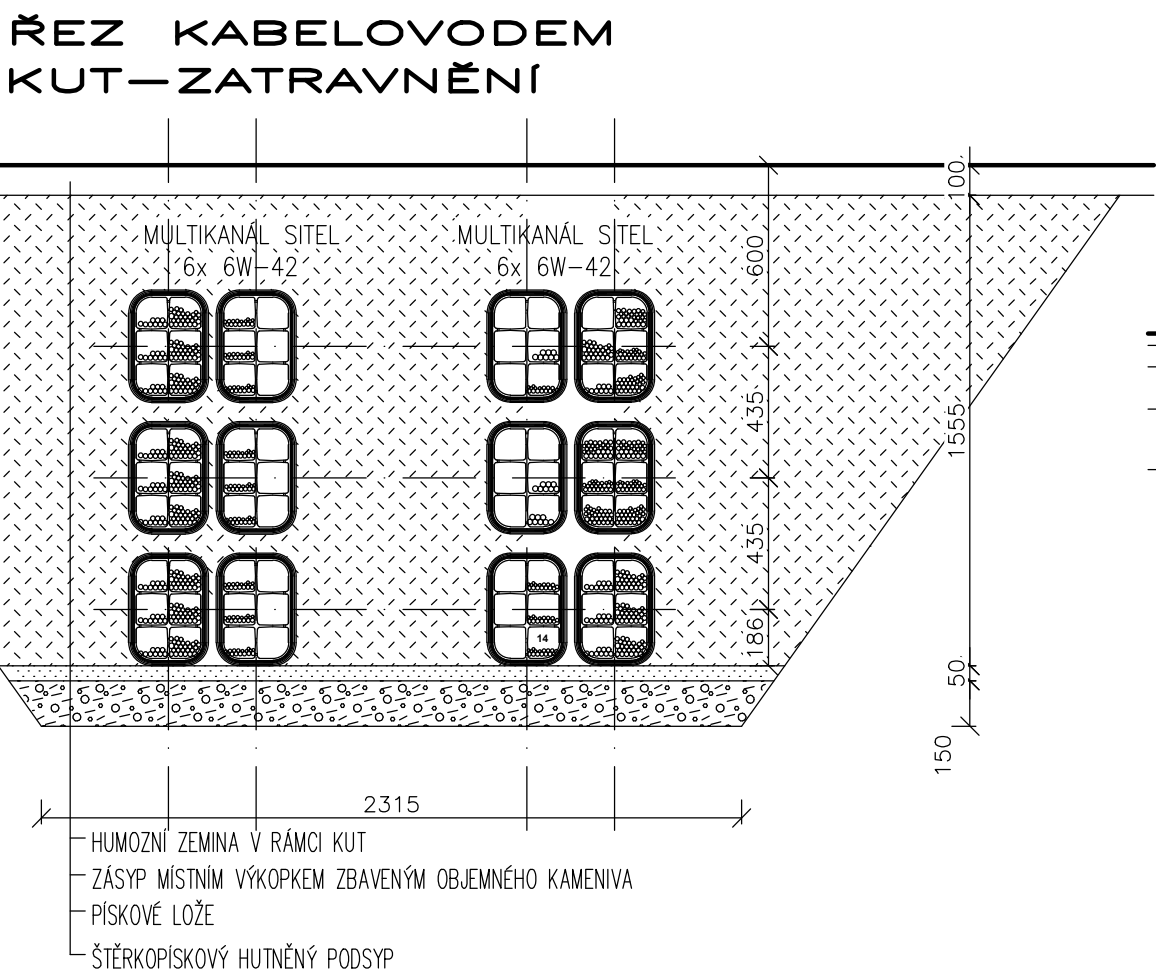 ŘEZ KABELOVODEM
KUT–ZATRAVNĚNÍ
MULTIKANÁL SITEL
6x 6W–42
MULTIKANÁL SITEL
6x 6W–42
600
435
435
186
100
1555
50
150
14
2315
HUMOZNÍ ZEMINA V RÁMCI KUT
ZÁSYP MÍSTNÍM VÝKOPKEM ZBAVENÝM OBJEMNÉHO KAMENIVA
PÍSKOVÉ LOŽE
ŠTĚRKOPÍSKOVÝ HUTNĚNÝ PODSYP